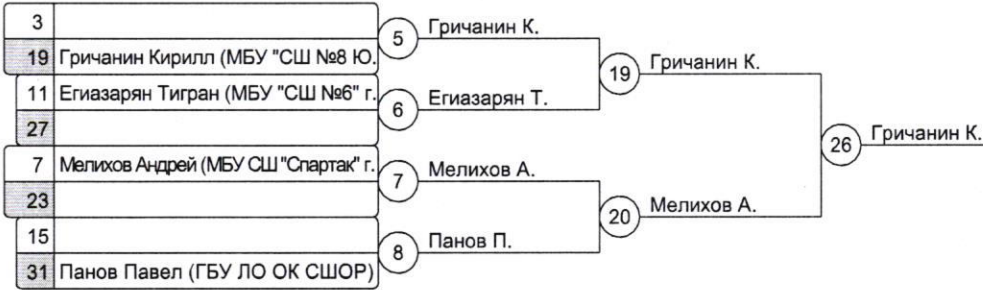 3
5 Гричанин К.
19 Гричанин Кирилл (МБУ "СШ №8 Ю.
19 Гричанин К.
11 Егиазарян Тигран (МБУ "СШ №6" г.
6 Егиазарян Т.
27
26 Гричанин К.
7 Мелихов Андрей (МБУ СШ "Спартак" г.
7 Мелихов А.
23
20 Мелихов А.
15
8 Панов П.
31 Панов Павел (ГБУ ЛО ОК СШОР)